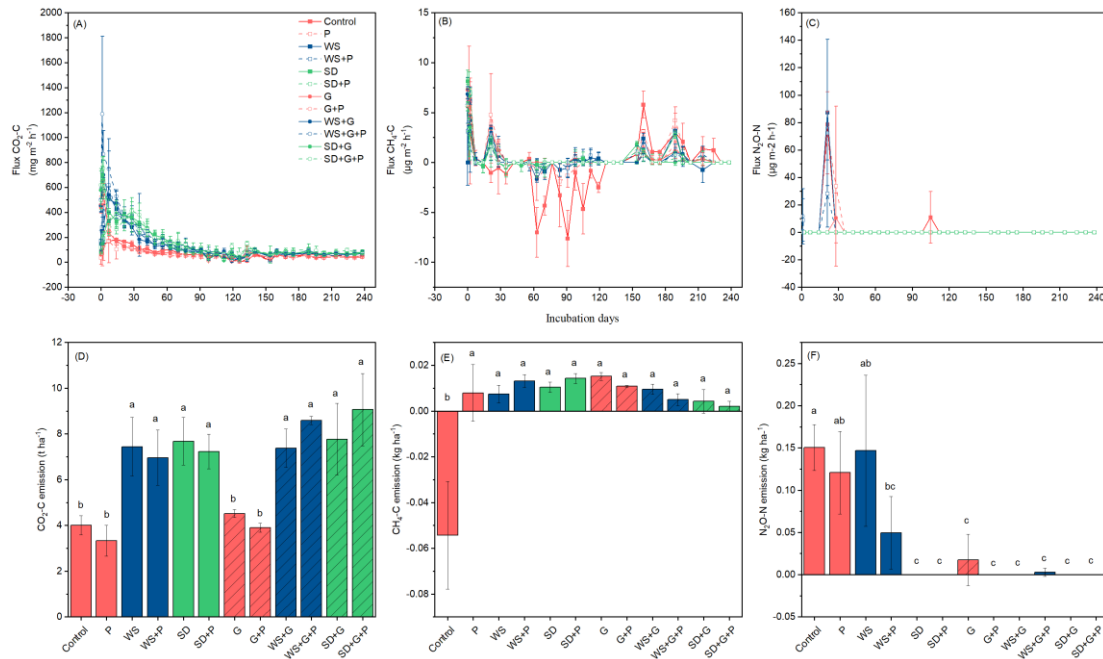 (A)
2000
1800
1600
1400
1200
1000
800
600
400
200
0
-200
Flux CO₂-C
(mg m⁻² h⁻¹)
-30 0 30 60 90 120 150 180 210 240
Control
P
WS
WS+P
SD
SD+P
G
G+P
WS+G
WS+G+P
SD+G
SD+G+P
(B)
15
10
5
0
-5
-10
Flux CH₄-C
(µg m⁻² h⁻¹)
-30 0 30 60 90 120 150 180 210 240
Incubation days
(C)
160
140
120
100
80
60
40
20
0
-20
-40
Flux N₂O-N
(µg m-2 h-1)
0 30 60 90 120 150 180 210 240
(D)
12
10
8
6
4
2
0
CO₂-C emission (t ha⁻¹)
b b a a a a b b a a a a
Control P WS WS+P SD SD+P G G+P WS+G WS+G+P SD+G SD+G+P
(E)
0.02
0.00
-0.02
-0.04
-0.06
-0.08
CH₄-C emission (kg ha⁻¹)
b a a a a a a a a a a a
Control P WS WS+P SD SD+P G G+P WS+G WS+G+P SD+G SD+G+P
(F)
0.25
0.20
0.15
0.10
0.05
0.00
-0.05
N₂O-N emission (kg ha⁻¹)
a ab ab bc c c c c c c c c
Control P WS WS+P SD SD+P G G+P WS+G WS+G+P SD+G SD+G+P